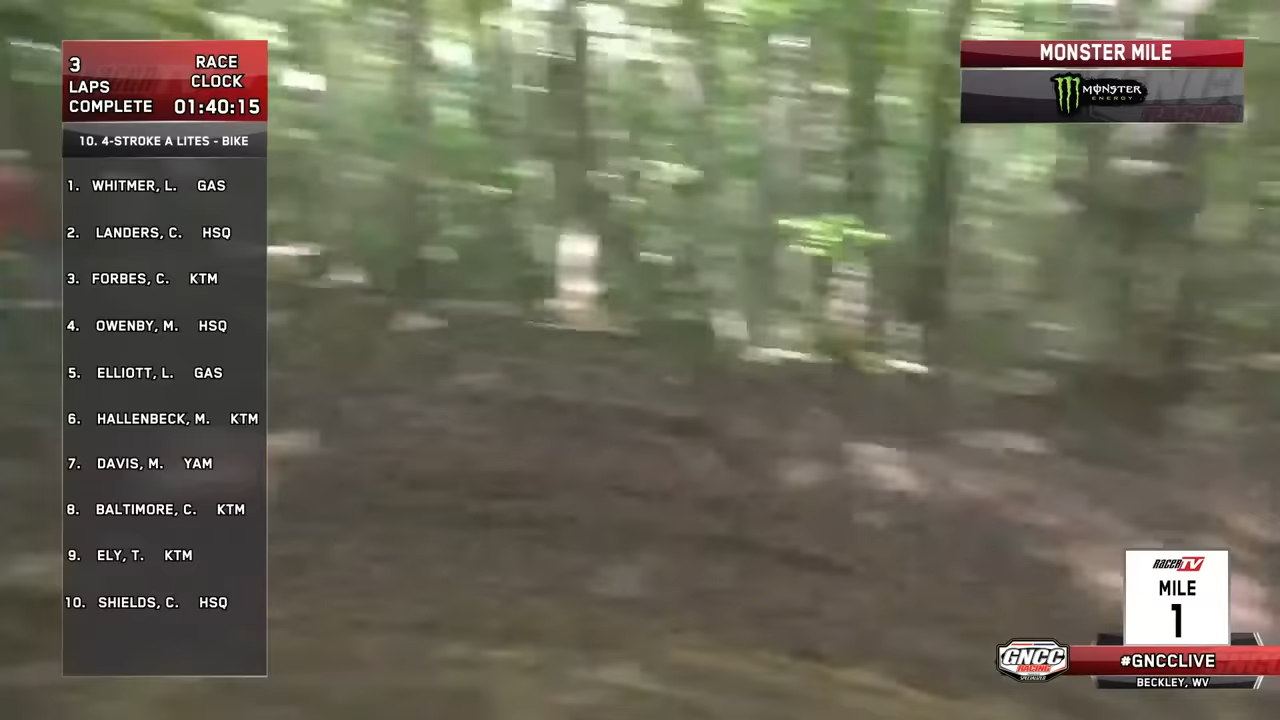 3
LAPS
COMPLETE
RACE
CLOCK
01:40:15
10. 4-STROKE A LITES - BIKE
1. WHITMER, L. GAS
2. LANDERS, C. HSQ
3. FORBES, C. KTM
4. OWENBY, M. HSQ
5. ELLIOTT, L. GAS
6. HALLENBECK, M. KTM
7. DAVIS, M. YAM
8. BALTIMORE, C. KTM
9. ELY, T. KTM
10. SHIELDS, C. HSQ
MONSTER MILE
MONSTER
ENERGY
RACER TV
MILE
1
GNCC
RACING
#GNCCLIVE
BECKLEY, WV